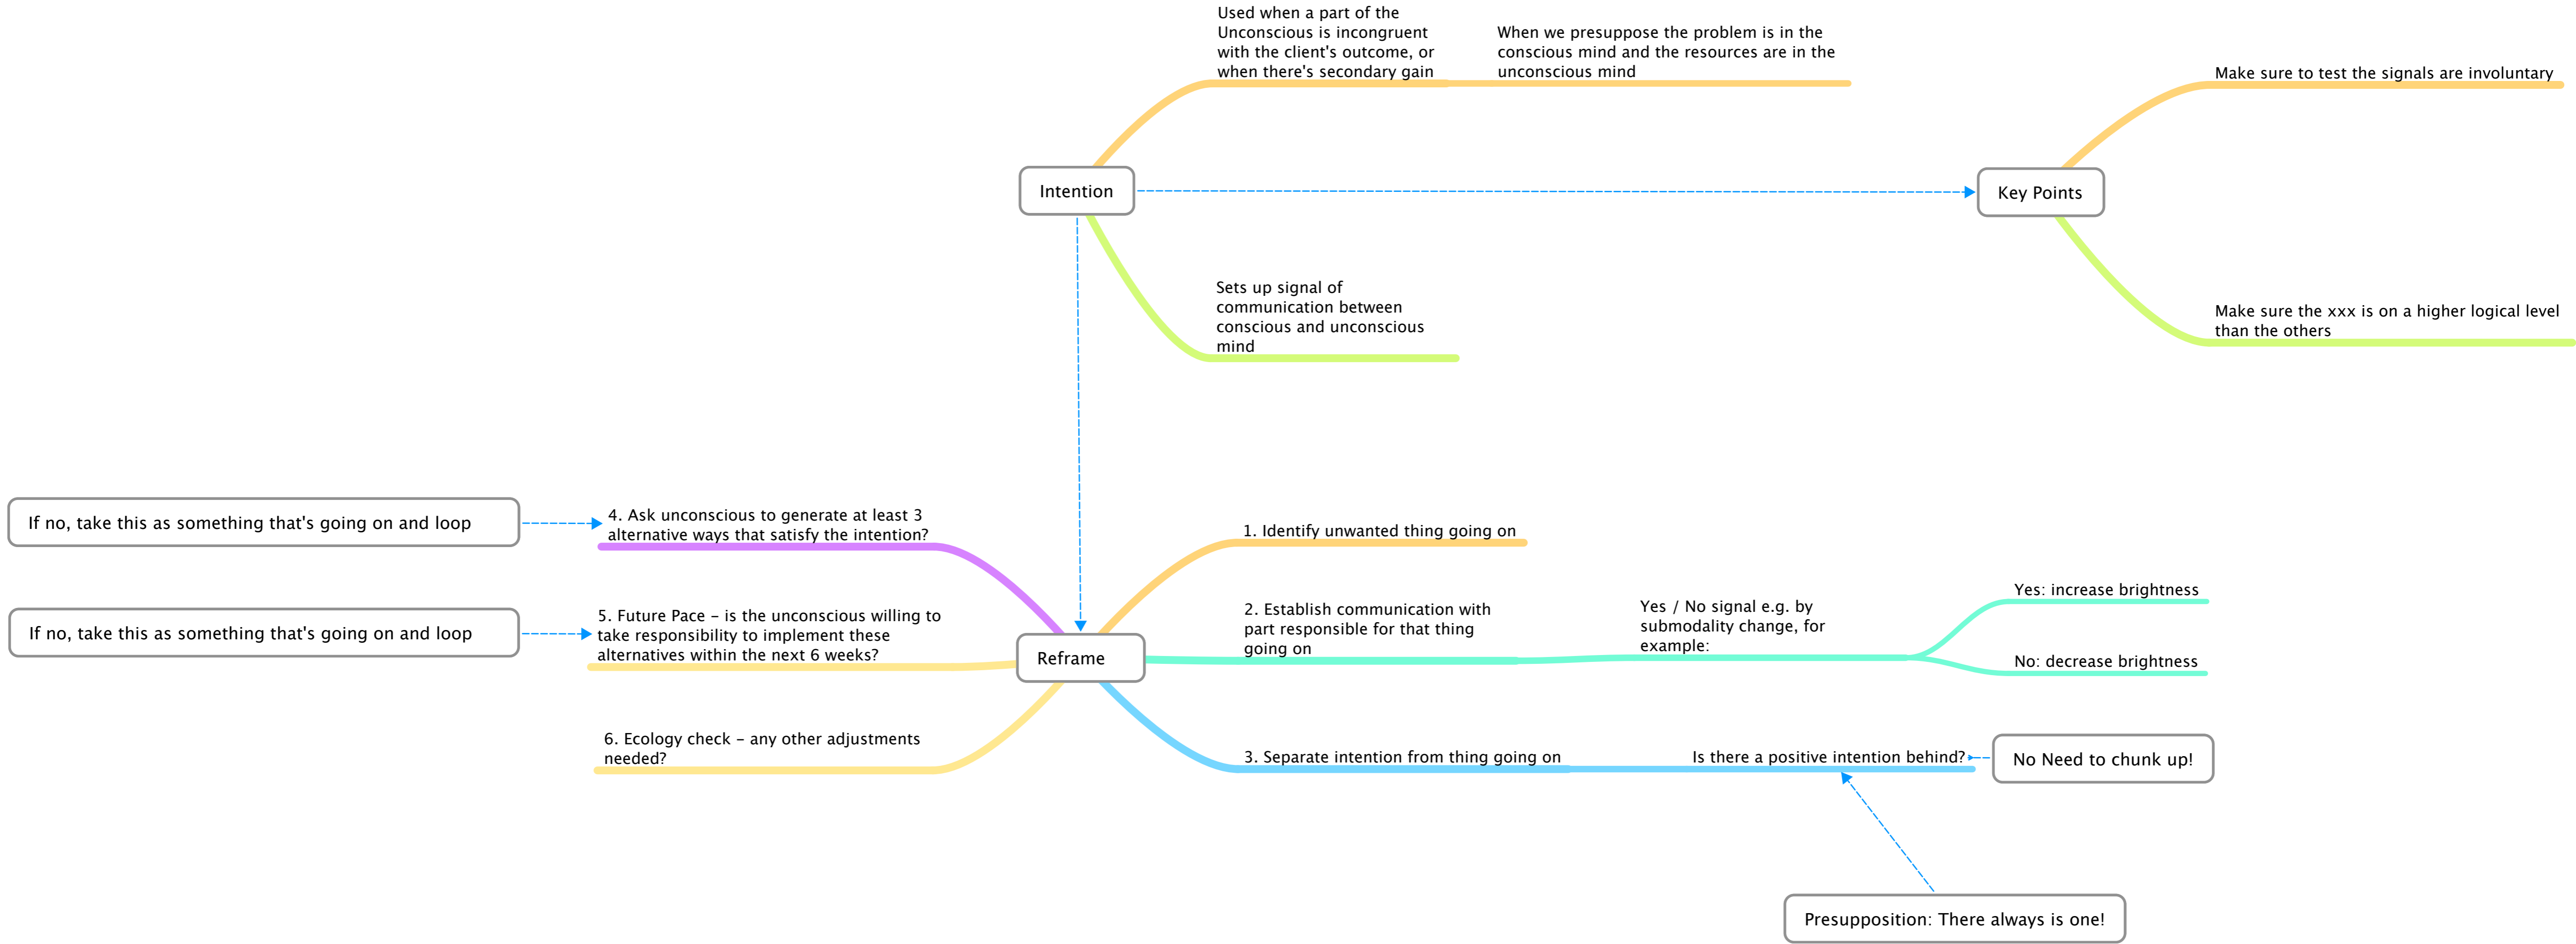 Used when a part of the
Unconscious is incongruent
with the client's outcome, or
when there's secondary gain
When we presuppose the problem is in the
conscious mind and the resources are in the
unconscious mind
Make sure to test the signals are involuntary
Intention
Key Points
Sets up signal of
communication between
conscious and unconscious
mind
Make sure the xxx is on a higher logical level
than the others
If no, take this as something that's going on and loop
4. Ask unconscious to generate at least 3
alternative ways that satisfy the intention?
1. Identify unwanted thing going on
If no, take this as something that's going on and loop
5. Future Pace – is the unconscious willing to
take responsibility to implement these
alternatives within the next 6 weeks?
Reframe
2. Establish communication with
part responsible for that thing
going on
Yes / No signal e.g. by
submodality change, for
example:
Yes: increase brightness
No: decrease brightness
6. Ecology check – any other adjustments
needed?
3. Separate intention from thing going on
Is there a positive intention behind?
No Need to chunk up!
Presupposition: There always is one!